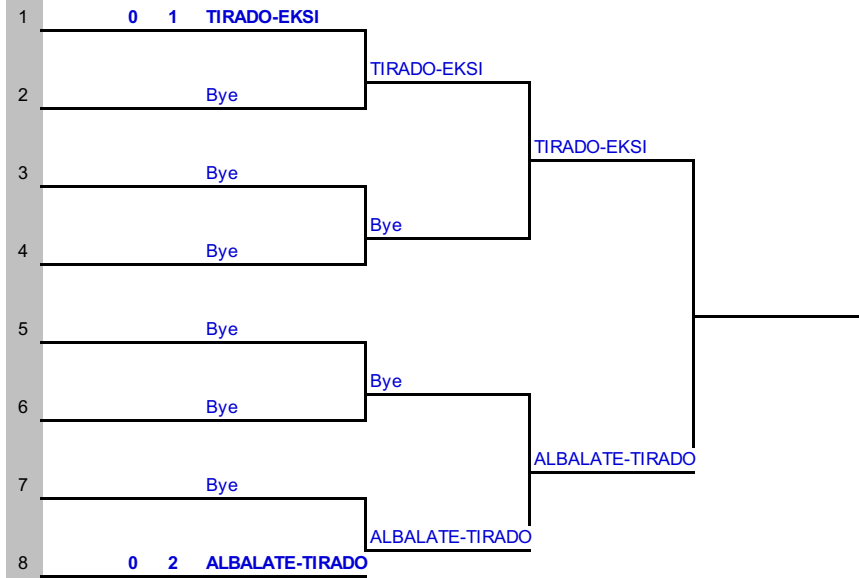 1 0 1 TIRADO-EKSI
TIRADO-EKSI
2 Bye
TIRADO-EKSI
3 Bye
Bye
4 Bye
5 Bye
Bye
6 Bye
ALBALATE-TIRADO
7 Bye
ALBALATE-TIRADO
8 0 2 ALBALATE-TIRADO